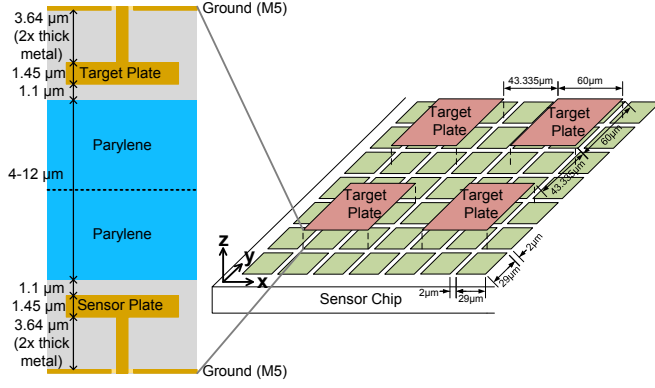 3.64 µm
(2x thick
metal)
1.45 µm
1.1 µm
Ground (M5)
Target Plate
Parylene
4-12 µm
Parylene
1.1 µm
1.45 µm
3.64 µm
(2x thick
metal)
Sensor Plate
Ground (M5)
43.335µm
60µm
Target
Plate
Target
Plate
60µm
43.335µm
Target
Plate
Target
Plate
z
y
x
2µm
29µm
2µm
29µm
Sensor Chip